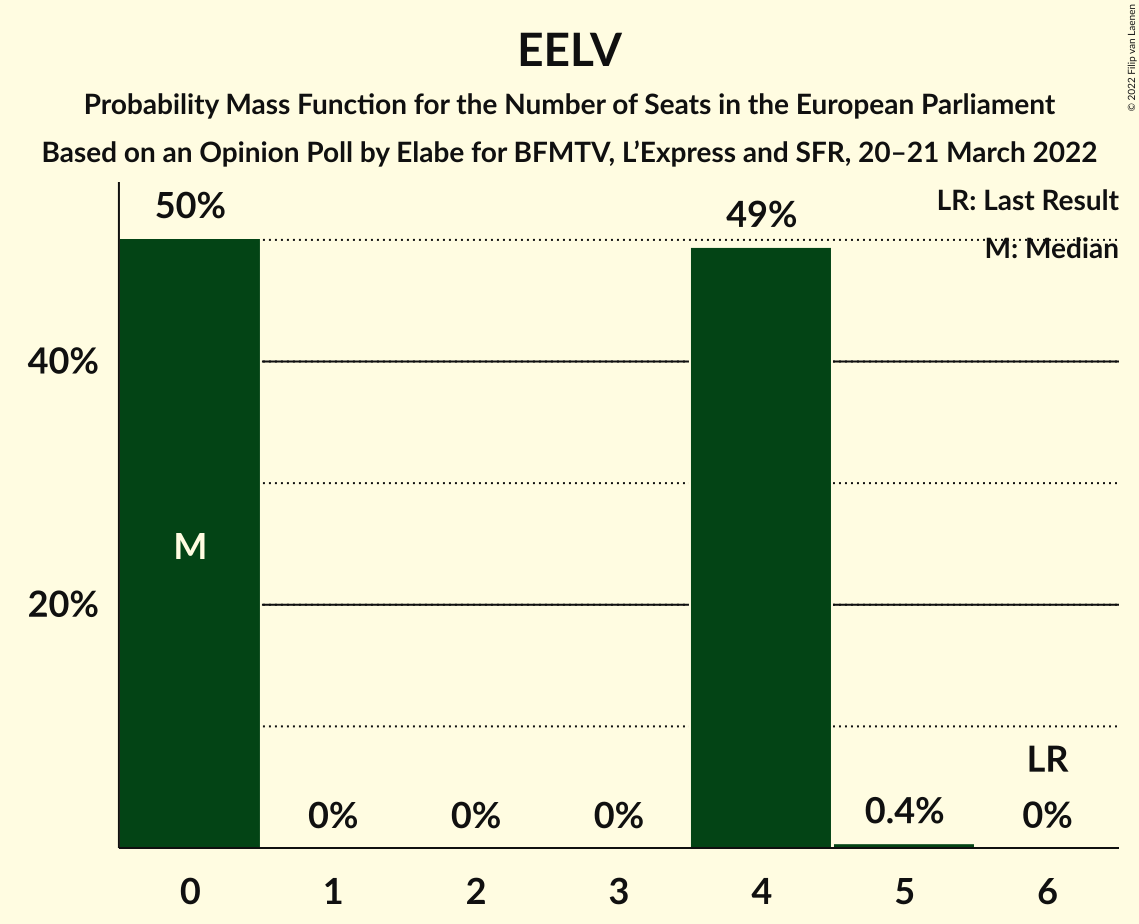 EELV
Probability Mass Function for the Number of Seats in the European Parliament
Based on an Opinion Poll by Elabe for BFMTV, L’Express and SFR, 20–21 March 2022
© 2022 Filip van Laenen
LR: Last Result
M: Median
50%
49%
40%
M
20%
LR
0%
0%
0%
0.4%
0%
0
1
2
3
4
5
6